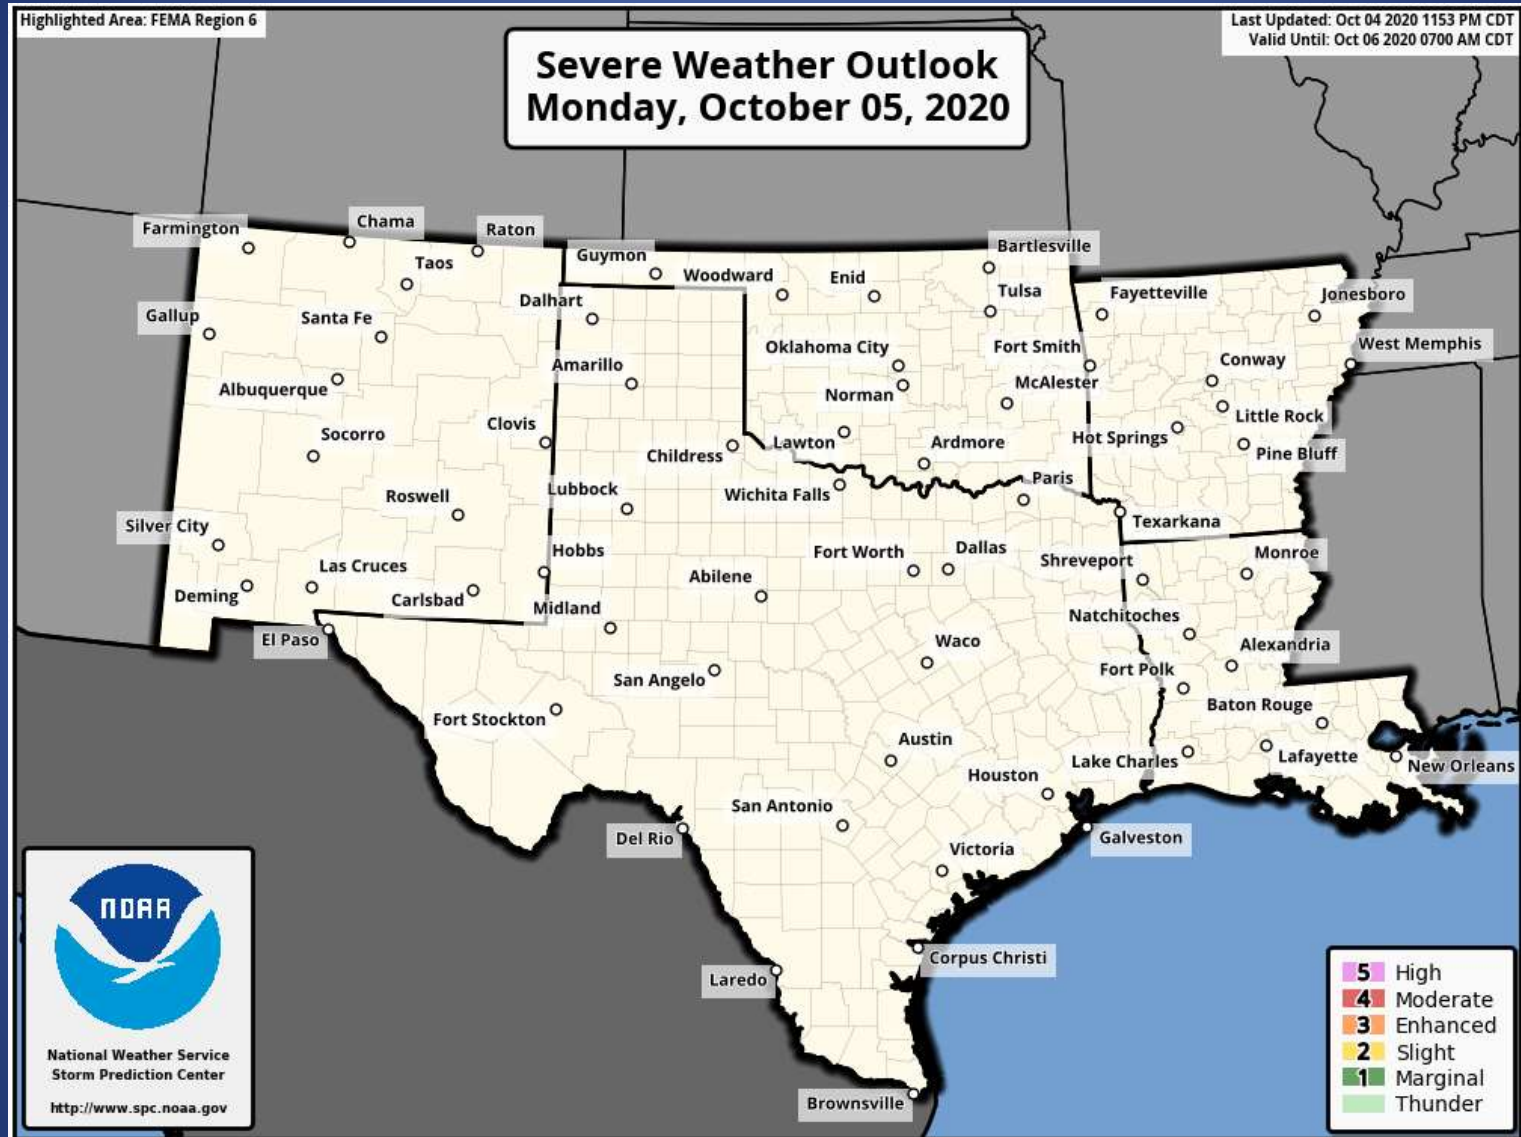 Highlighted Area: FEMA Region 6
Last Updated: Oct 04 2020 1153 PM CDT
Valid Until: Oct 06 2020 0700 AM CDT
Severe Weather Outlook
Monday, October 05, 2020
Farmington
Chama
Raton
Taos
Guymon
Woodward
Enid
Bartlesville
Tulsa
Fayetteville
Jonesboro
Gallup
Santa Fe
Dalhart
Oklahoma City
Fort Smith
West Memphis
Amarillo
Conway
Albuquerque
Norman
McAlester
Little Rock
Socorro
Clovis
Childress
Lawton
Ardmore
Hot Springs
Pine Bluff
Roswell
Lubbock
Wichita Falls
Paris
Texarkana
Silver City
Hobbs
Fort Worth
Dallas
Shreveport
Monroe
Las Cruces
Abilene
Deming
Carlsbad
Midland
Natchitoches
El Paso
Waco
Alexandria
San Angelo
Fort Polk
Fort Stockton
Baton Rouge
Austin
Lake Charles
Lafayette
New Orleans
Houston
San Antonio
Del Rio
Galveston
Victoria
Corpus Christi
Laredo
Brownsville
NOAA
National Weather Service
Storm Prediction Center
http://www.spc.noaa.gov
5 High
4 Moderate
3 Enhanced
2 Slight
1 Marginal
Thunder